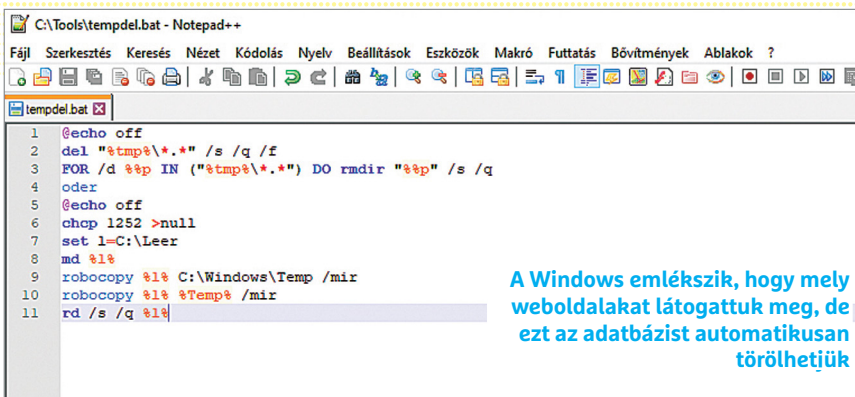 C:\Tools\tempdel.bat - Notepad++
Fájl Szerkesztés Keresés Nézet Kódolás Nyelv Beállítások Eszközök Makró Futtatás Bővítmények Ablakok ?
tempdel.bat
1 @echo off
2 del "%tmp%\*.*" /s /q /f
3 FOR /d %%p IN ("%tmp%\*.*") DO rmdir "%%p" /s /q
4 oder
5 @echo off
6 chcp 1252 >null
7 set l=C:\Leer
8 md %l%
9 robocopy %l% C:\Windows\Temp /mir
10 robocopy %l% %Temp% /mir
11 rd /s /q %l%
A Windows emlékszik, hogy mely
weboldalakat látogattuk meg, de
ezt az adatbázist automatikusan
törölhetjük